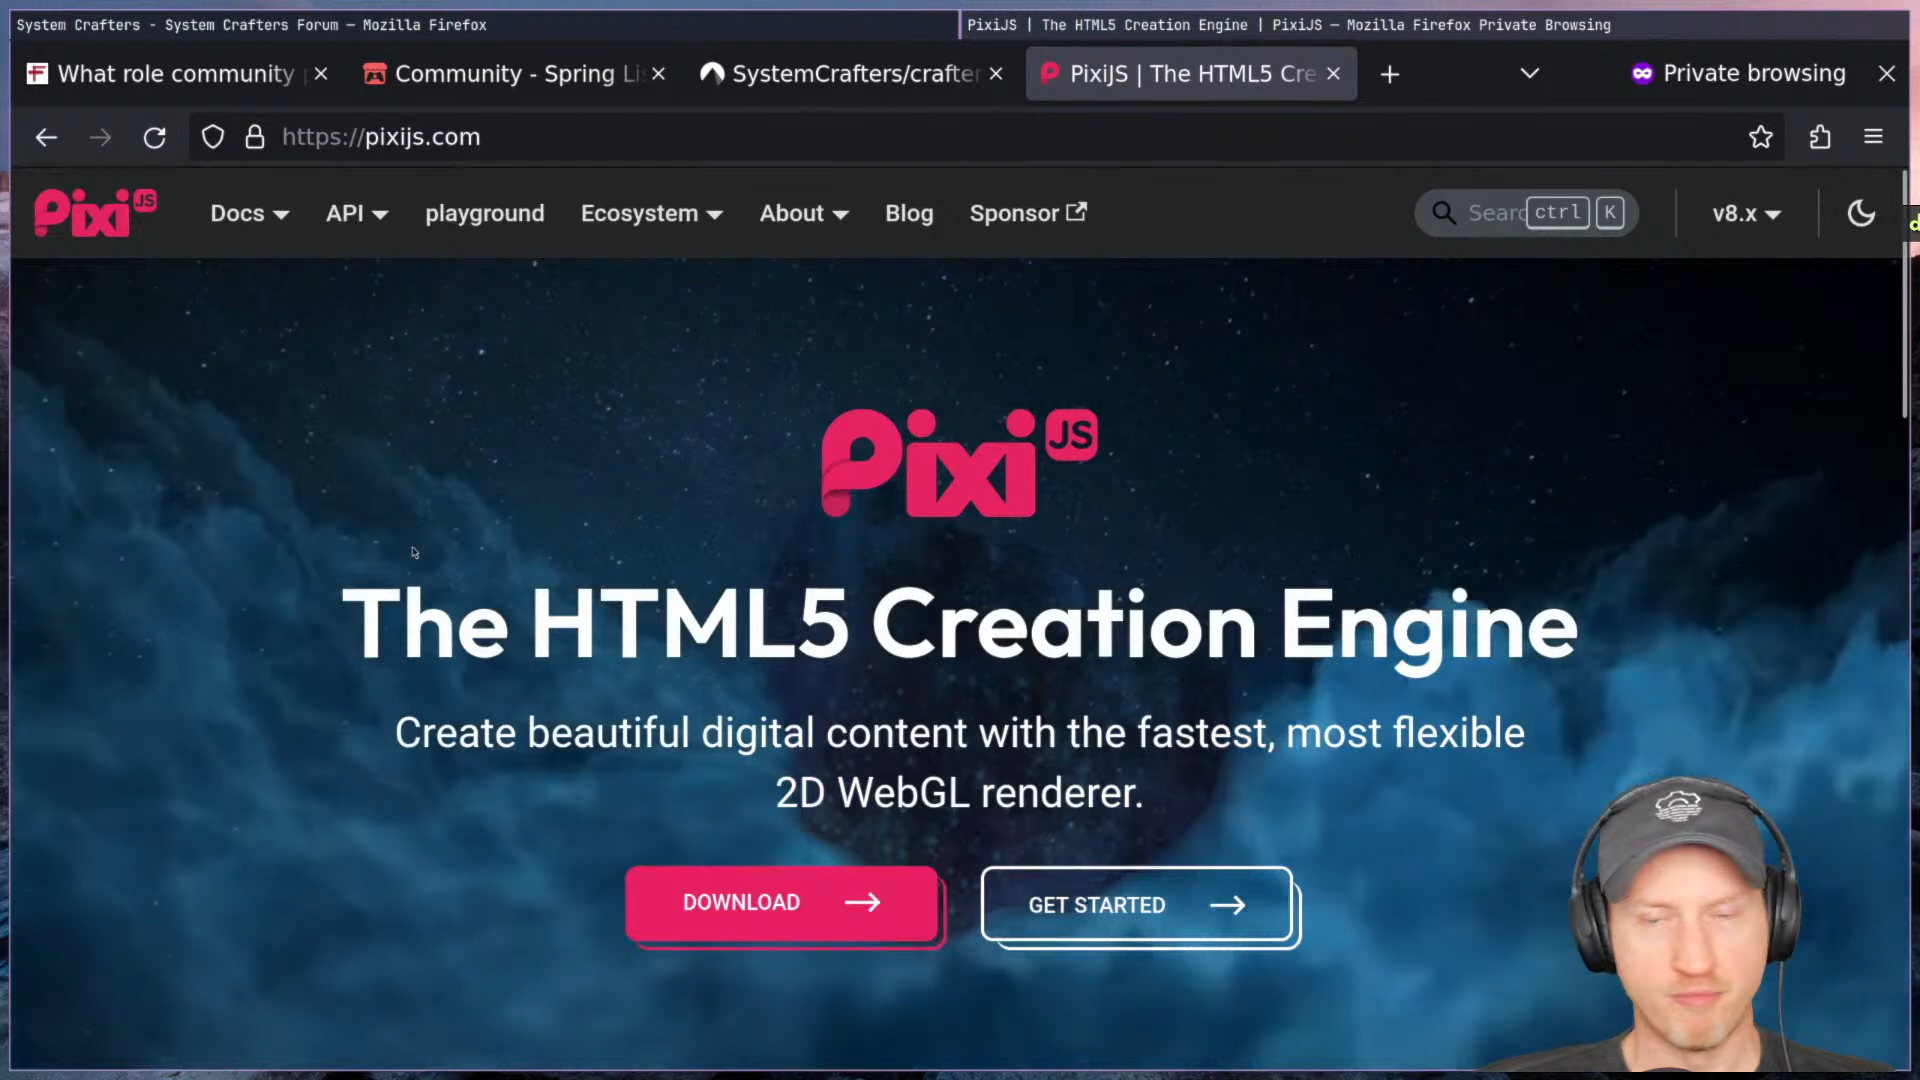 System Crafters - System Crafters Forum — Mozilla Firefox
PixiJS | The HTML5 Creation Engine | PixiJS — Mozilla Firefox Private Browsing
What role community
Community - Spring Li
SystemCrafters/crafter
PixiJS | The HTML5 Cre
Private browsing
https://pixijs.com
Pixi JS
Docs
API
playground
Ecosystem
About
Blog
Sponsor
Searc
ctrl
K
v8.x
d
Pixi JS
The HTML5 Creation Engine
Create beautiful digital content with the fastest, most flexible
2D WebGL renderer.
DOWNLOAD
GET STARTED